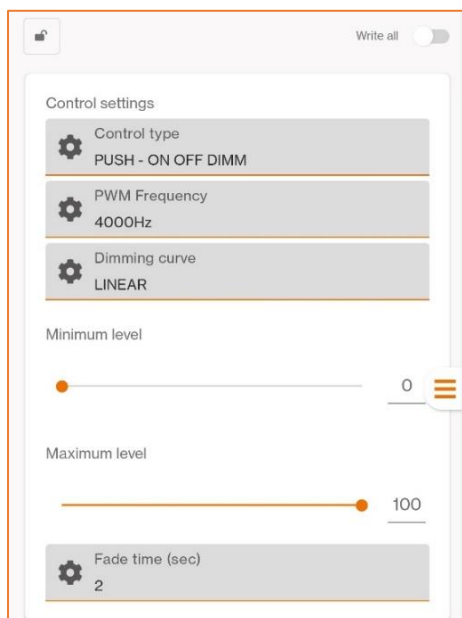 Write all
Control settings
Control type
PUSH - ON OFF DIMM
PWM Frequency
4000Hz
Dimming curve
LINEAR
Minimum level
0
Maximum level
100
Fade time (sec)
2